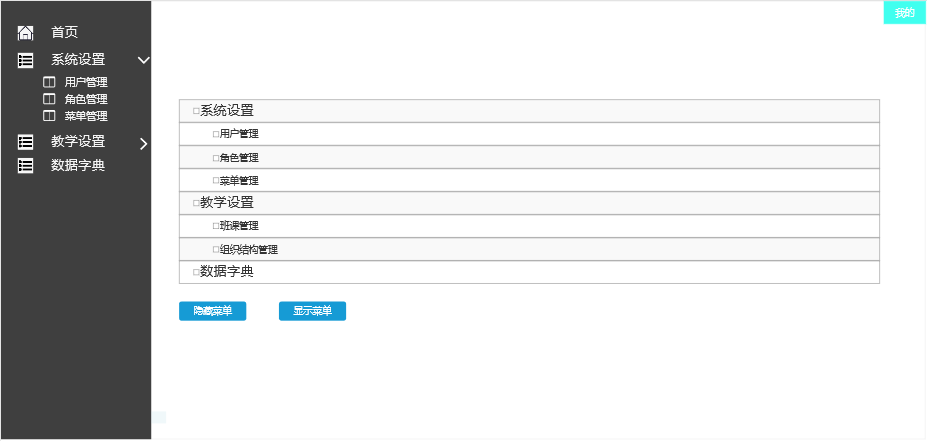 我的
首页
系统设置
用户管理
角色管理
菜单管理
教学设置
数据字典
系统设置
用户管理
角色管理
菜单管理
教学设置
班课管理
组织结构管理
数据字典
隐藏菜单
显示菜单